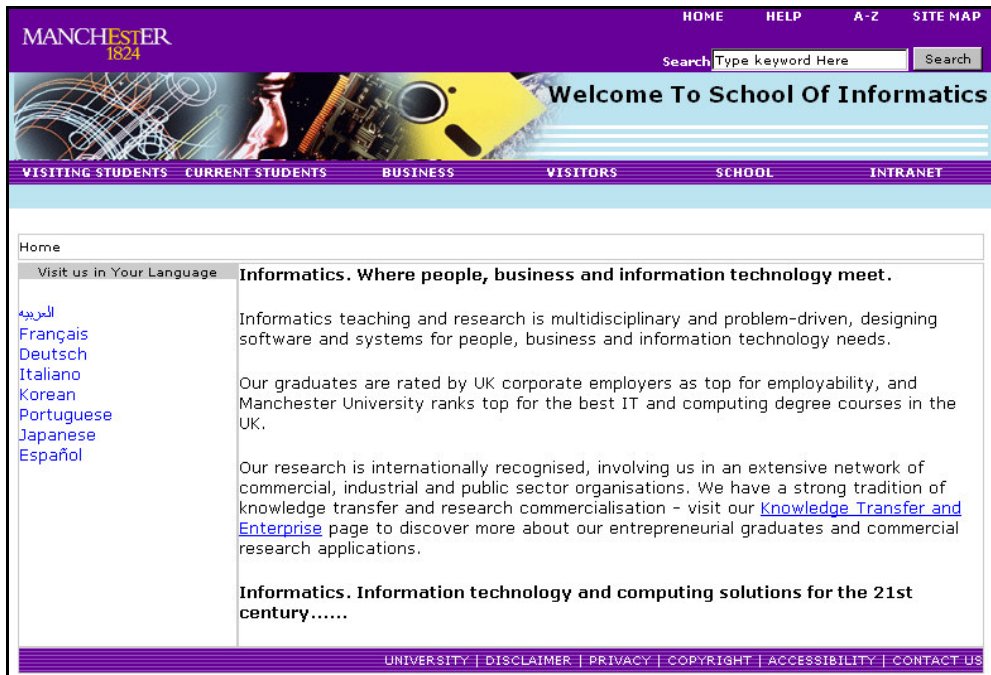 HOME HELP A-Z SITE MAP
MANCHESTER
1824
Search Type keyword Here Search
Welcome To School Of Informatics
VISITING STUDENTS CURRENT STUDENTS BUSINESS VISITORS SCHOOL INTRANET
Home
Visit us in Your Language
العربيه
Français
Deutsch
Italiano
Korean
Portuguese
Japanese
Español
Informatics. Where people, business and information technology meet.
Informatics teaching and research is multidisciplinary and problem-driven, designing
software and systems for people, business and information technology needs.
Our graduates are rated by UK corporate employers as top for employability, and
Manchester University ranks top for the best IT and computing degree courses in the
UK.
Our research is internationally recognised, involving us in an extensive network of
commercial, industrial and public sector organisations. We have a strong tradition of
knowledge transfer and research commercialisation - visit our Knowledge Transfer and
Enterprise page to discover more about our entrepreneurial graduates and commercial
research applications.
Informatics. Information technology and computing solutions for the 21st
century......
UNIVERSITY | DISCLAIMER | PRIVACY | COPYRIGHT | ACCESSIBILITY | CONTACT US